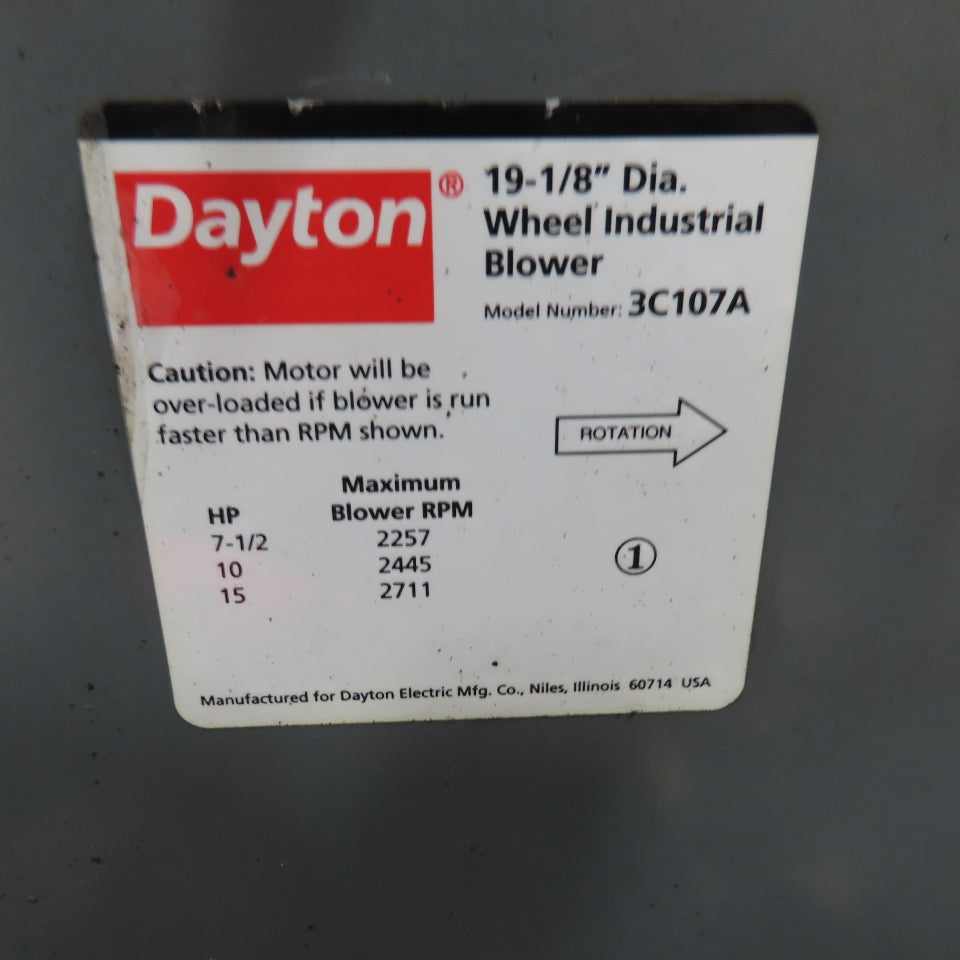 Dayton®
19-1/8" Dia.
Wheel Industrial
Blower
Model Number: 3C107A
Caution: Motor will be
over-loaded if blower is run
faster than RPM shown.
ROTATION
Maximum
HP Blower RPM
7-1/2 2257
10 2445
15 2711
①
Manufactured for Dayton Electric Mfg. Co., Niles, Illinois 60714 USA